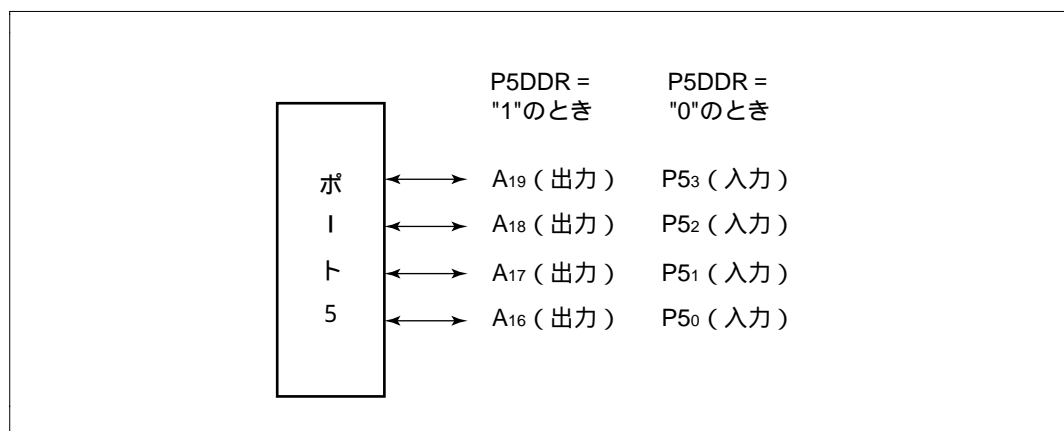 P5DDR = P5DDR =
"1"のとき "0"のとき
ポート5
A19（出力） P53（入力）
A18（出力） P52（入力）
A17（出力） P51（入力）
A16（出力） P50（入力）